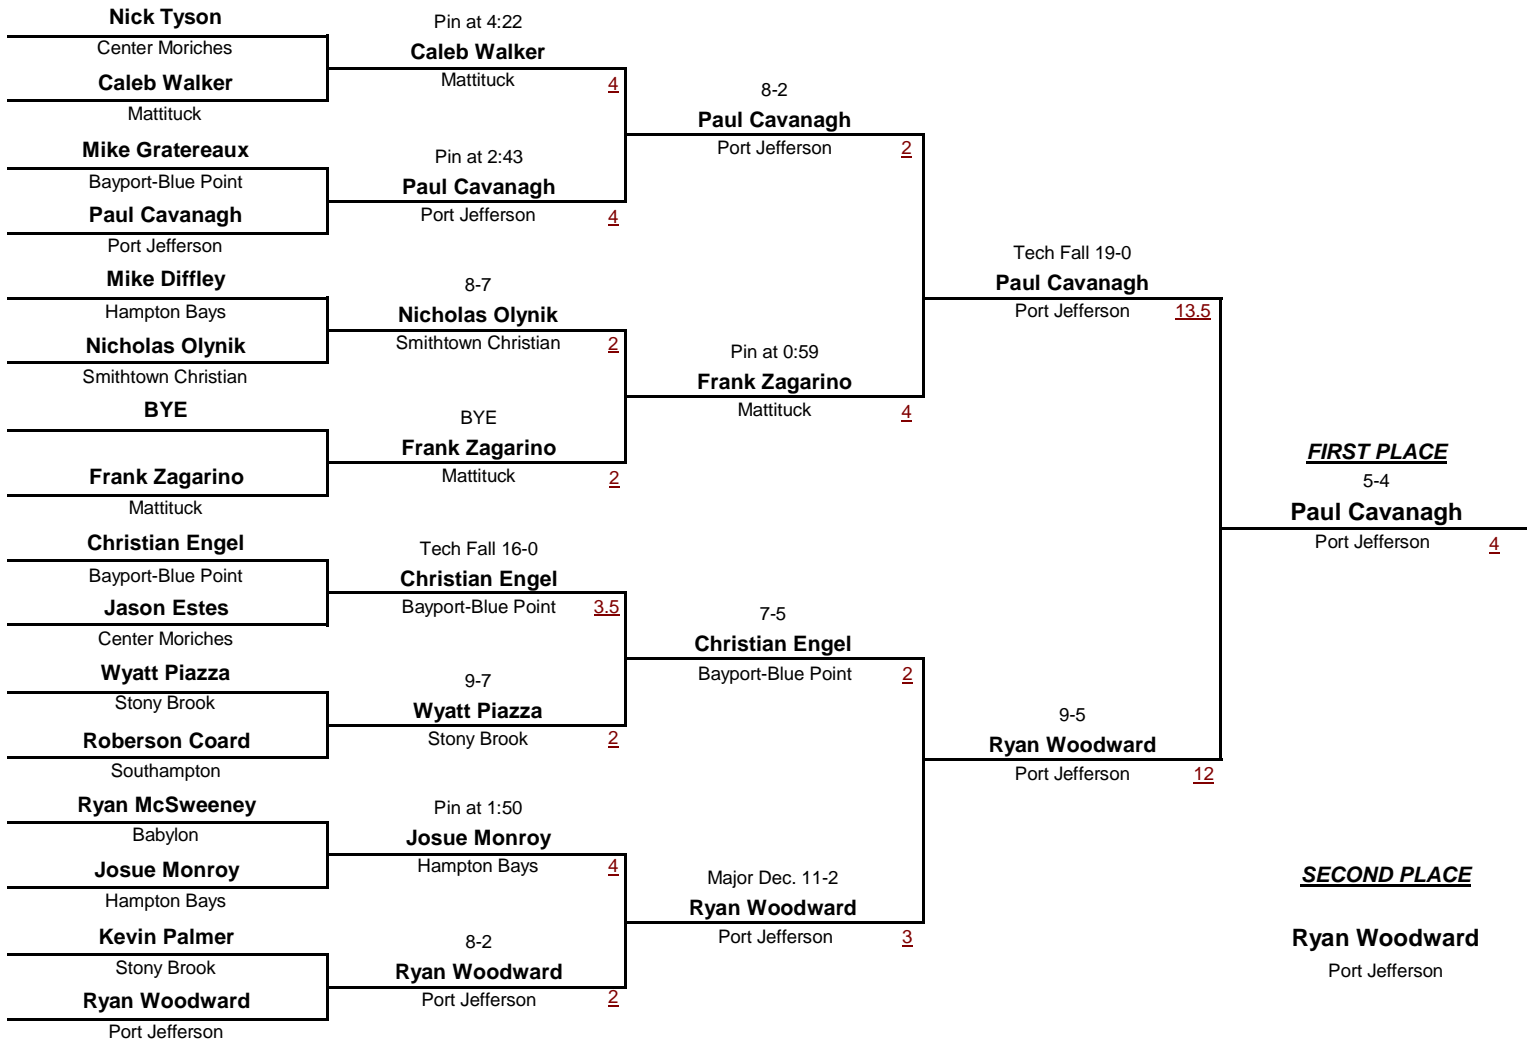 Nick Tyson
Center Moriches
Caleb Walker
Mattituck
Mike Gratereaux
Bayport-Blue Point
Paul Cavanagh
Port Jefferson
Mike Diffley
Hampton Bays
Nicholas Olynik
Smithtown Christian
BYE
Frank Zagarino
Mattituck
Christian Engel
Bayport-Blue Point
Jason Estes
Center Moriches
Wyatt Piazza
Stony Brook
Roberson Coard
Southampton
Ryan McSweeney
Babylon
Josue Monroy
Hampton Bays
Kevin Palmer
Stony Brook
Ryan Woodward
Port Jefferson
Pin at 4:22
Caleb Walker
Mattituck 4
Pin at 2:43
Paul Cavanagh
Port Jefferson 4
8-7
Nicholas Olynik
Smithtown Christian 2
BYE
Frank Zagarino
Mattituck 2
Tech Fall 16-0
Christian Engel
Bayport-Blue Point 3.5
9-7
Wyatt Piazza
Stony Brook 2
Pin at 1:50
Josue Monroy
Hampton Bays 4
8-2
Ryan Woodward
Port Jefferson 2
8-2
Paul Cavanagh
Port Jefferson 2
Pin at 0:59
Frank Zagarino
Mattituck 4
7-5
Christian Engel
Bayport-Blue Point 2
Major Dec. 11-2
Ryan Woodward
Port Jefferson 3
Tech Fall 19-0
Paul Cavanagh
Port Jefferson 13.5
9-5
Ryan Woodward
Port Jefferson 12
FIRST PLACE
5-4
Paul Cavanagh
Port Jefferson 4
SECOND PLACE
Ryan Woodward
Port Jefferson